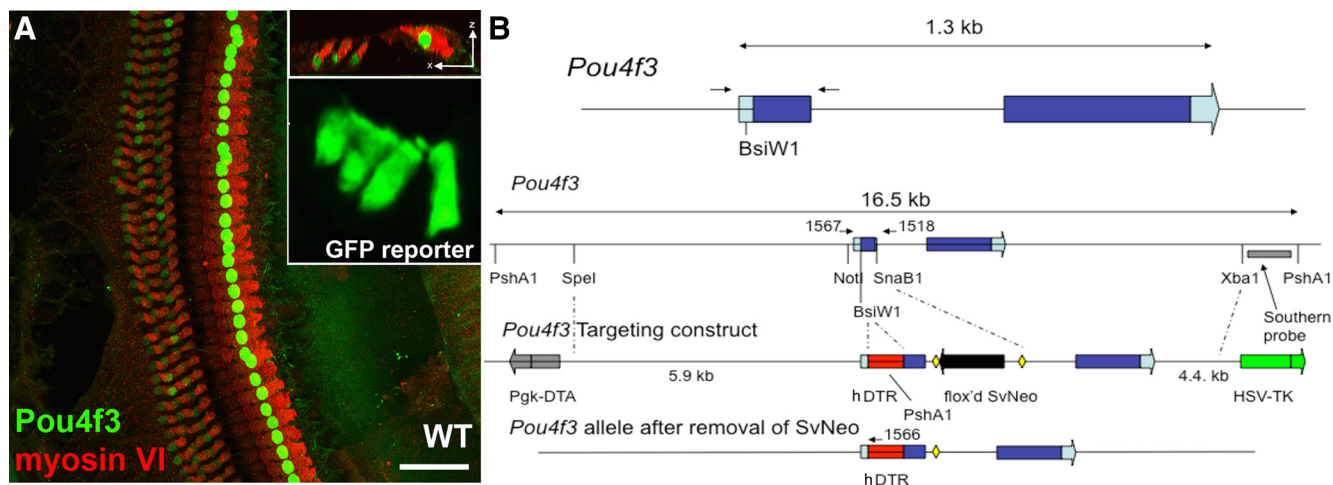 A
z
x
GFP reporter
Pou4f3
myosin VI
WT
B
1.3 kb
Pou4f3
BsiW1
Pou4f3
16.5 kb
1567
1518
PshA1
SpeI
NotI
SnaB1
Xba1
PshA1
BsiW1
Southern
probe
Pou4f3 Targeting construct
5.9 kb
4.4. kb
Pgk-DTA
hDTR
flox'd SvNeo
HSV-TK
PshA1
Pou4f3 allele after removal of SvNeo
1566
hDTR